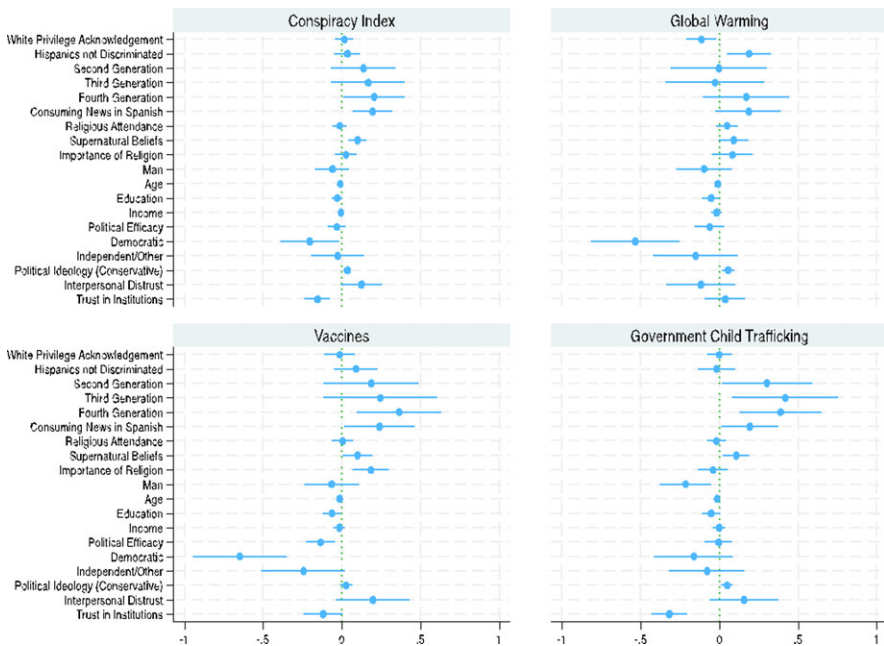 Conspiracy Index
Global Warming
White Privilege Acknowledgement
Hispanics not Discriminated
Second Generation
Third Generation
Fourth Generation
Consuming News in Spanish
Religious Attendance
Supernatural Beliefs
Importance of Religion
Man
Age
Education
Income
Political Efficacy
Democratic
Independent/Other
Political Ideology (Conservative)
Interpersonal Distrust
Trust in Institutions
Vaccines
Government Child Trafficking
White Privilege Acknowledgement
Hispanics not Discriminated
Second Generation
Third Generation
Fourth Generation
Consuming News in Spanish
Religious Attendance
Supernatural Beliefs
Importance of Religion
Man
Age
Education
Income
Political Efficacy
Democratic
Independent/Other
Political Ideology (Conservative)
Interpersonal Distrust
Trust in Institutions
-1 -.5 0 .5 1
-1 -.5 0 .5 1